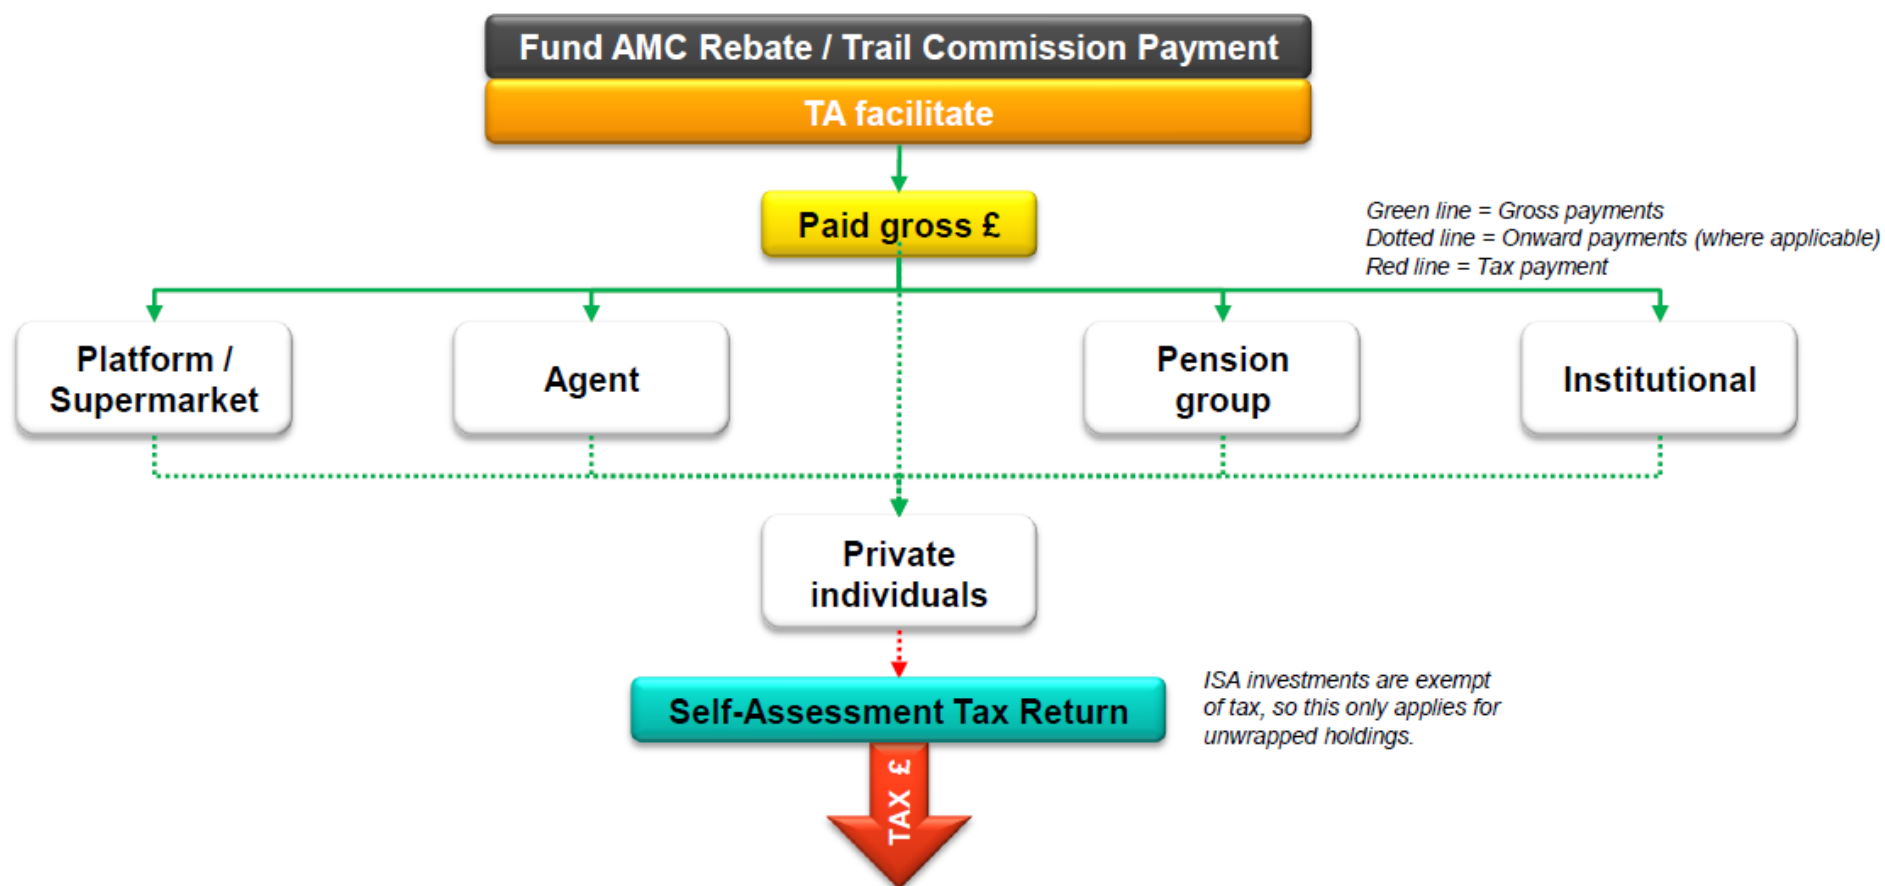 Fund AMC Rebate / Trail Commission Payment
TA facilitate
Paid gross £
Green line = Gross payments
Dotted line = Onward payments (where applicable)
Red line = Tax payment
Platform /
Supermarket
Agent
Pension
group
Institutional
Private
individuals
Self-Assessment Tax Return
ISA investments are exempt
of tax, so this only applies for
unwrapped holdings.
TAX £